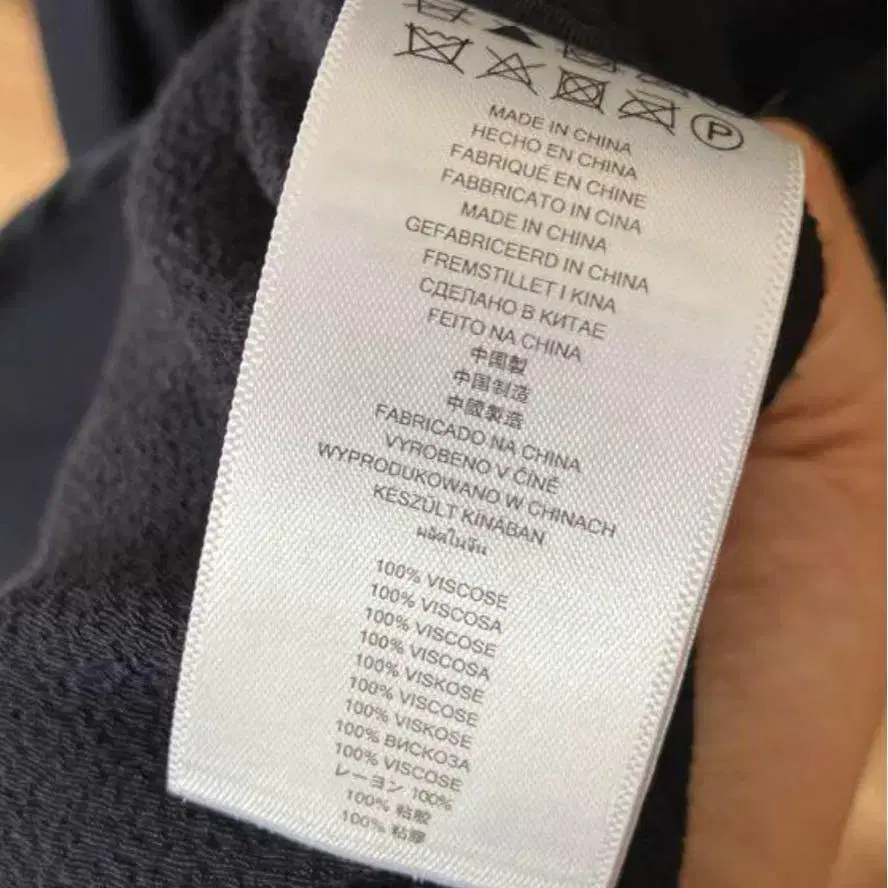 P
MADE IN CHINA
HECHO EN CHINA
FABRIQUÉ EN CHINE
FABBRICATO IN CINA
MADE IN CHINA
GEFABRICEERD IN CHINA
FREMSTILLET I KINA
СДЕЛАНО В КИТАЕ
FEITO NA CHINA
中国製
中国制造
中國製造
FABRICADO NA CHINA
VYROBENO V ČÍNĚ
WYPRODUKOWANO W CHINACH
KÉSZÜLT KÍNÁBAN
ผลิตในจีน
100% VISCOSE
100% VISCOSA
100% VISCOSE
100% VISCOSA
100% VISKOSE
100% VISCOSE
100% VISKOSE
100% ВИСКОЗА
100% VISCOSE
レーヨン 100%
100% 粘胶
100% 粘膠